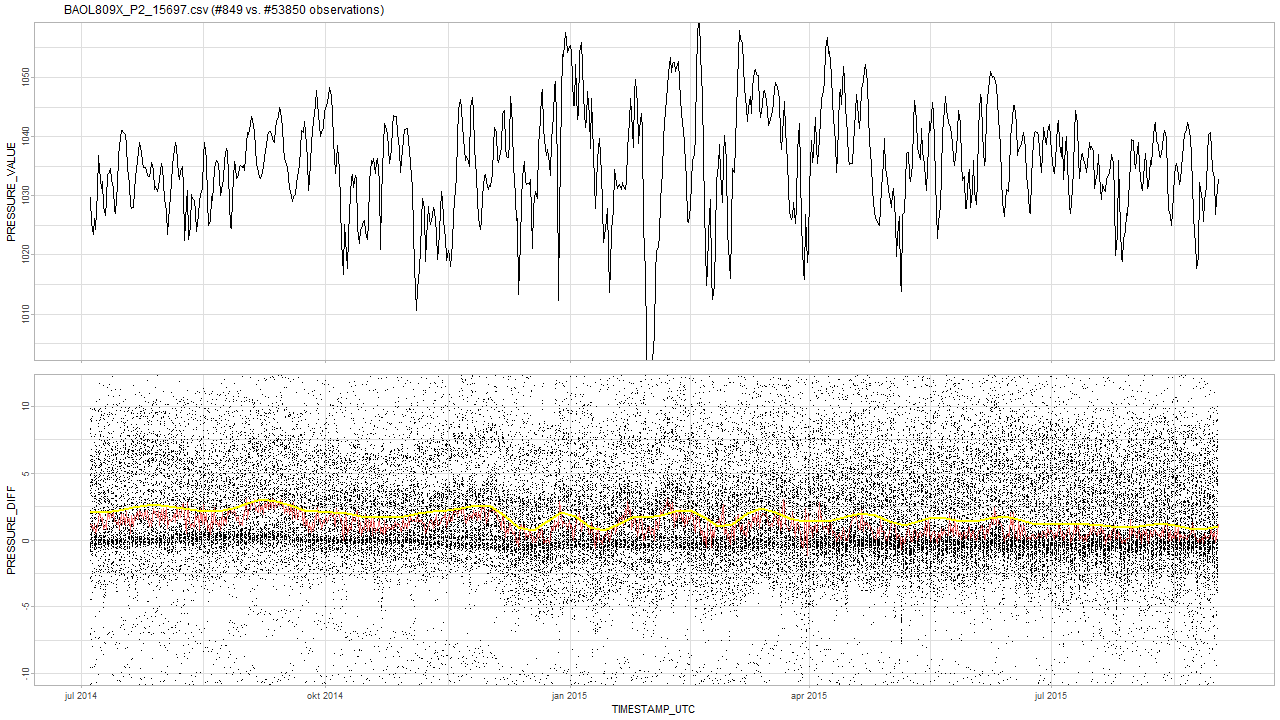 BAOL809X_P2_15697.csv (#849 vs. #53850 observations)
PRESSURE_VALUE
1050
1040
1030
1020
1010
PRESSURE_DIFF
10
5
0
-5
-10
jul 2014 okt 2014 jan 2015 apr 2015 jul 2015
TIMESTAMP_UTC